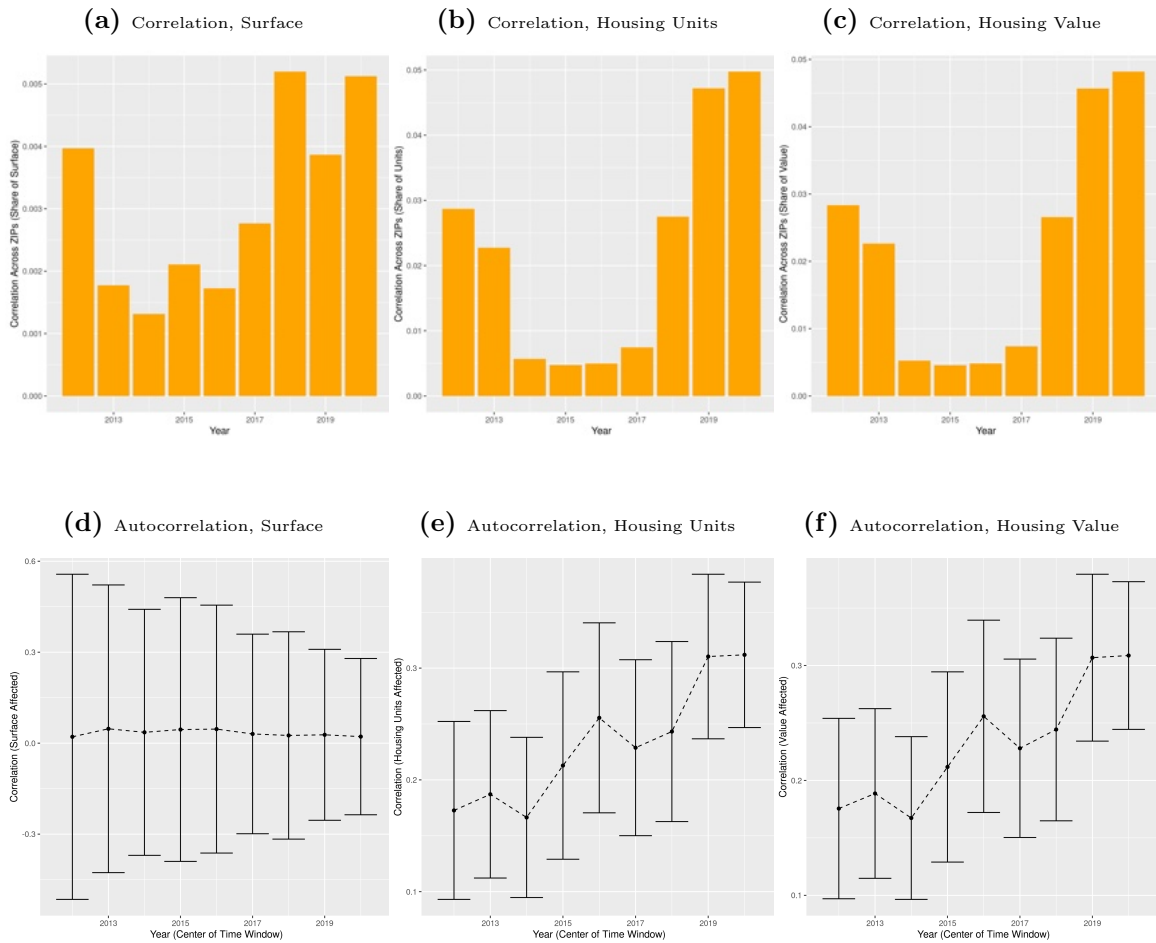 (a) Correlation, Surface
(b) Correlation, Housing Units
(c) Correlation, Housing Value
Correlation Across ZIPs (Share of Surface)
0.005
0.004
0.003
0.002
0.001
0.000
2013 2015 2017 2019
Year
Correlation Across ZIPs (Share of Units)
0.05
0.04
0.03
0.02
0.01
0.00
2013 2015 2017 2019
Year
Correlation Across ZIPs (Share of Value)
0.05
0.04
0.03
0.02
0.01
0.00
2013 2015 2017 2019
Year
(d) Autocorrelation, Surface
(e) Autocorrelation, Housing Units
(f) Autocorrelation, Housing Value
Correlation (Surface Affected)
0.6
0.3
0.0
-0.3
2013 2015 2017 2019
Year (Center of Time Window)
Correlation (Housing Units Affected)
0.3
0.2
0.1
2013 2015 2017 2019
Year (Center of Time Window)
Correlation (Value Affected)
0.3
0.2
0.1
2013 2015 2017 2019
Year (Center of Time Window)